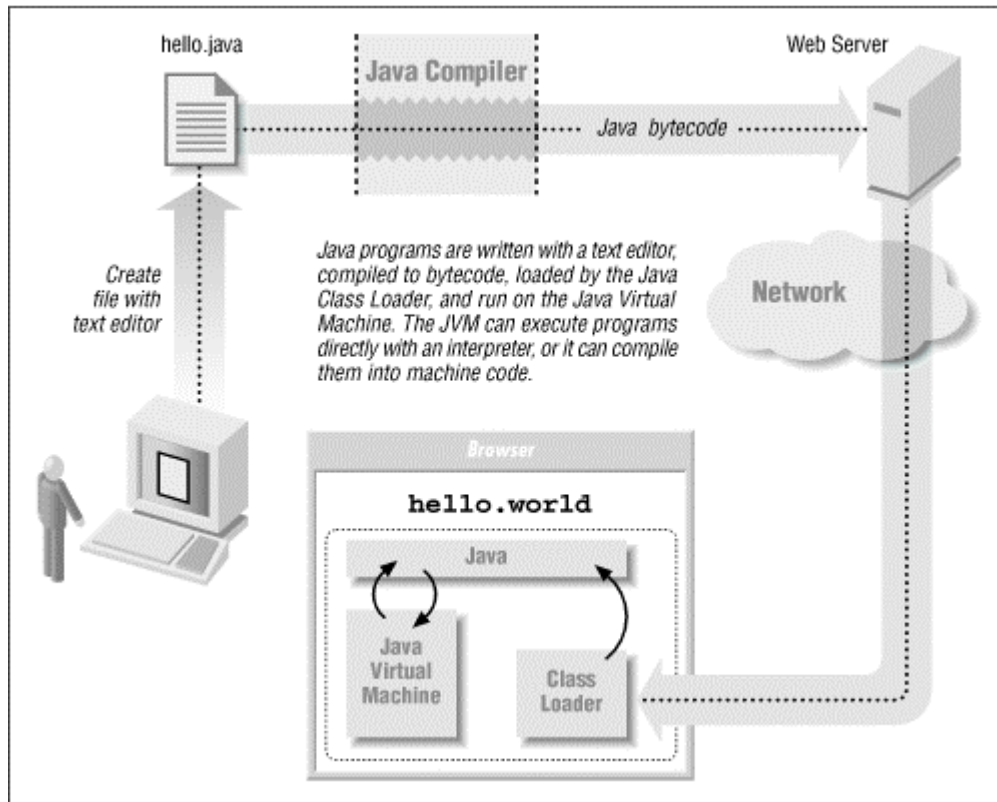 hello.java
Web Server
Java Compiler
Java bytecode
Create
file with
text editor
Java programs are written with a text editor,
compiled to bytecode, loaded by the Java
Class Loader, and run on the Java Virtual
Machine. The JVM can execute programs
directly with an interpreter, or it can compile
them into machine code.
Network
Browser
hello.world
Java
Java
Virtual
Machine
Class
Loader